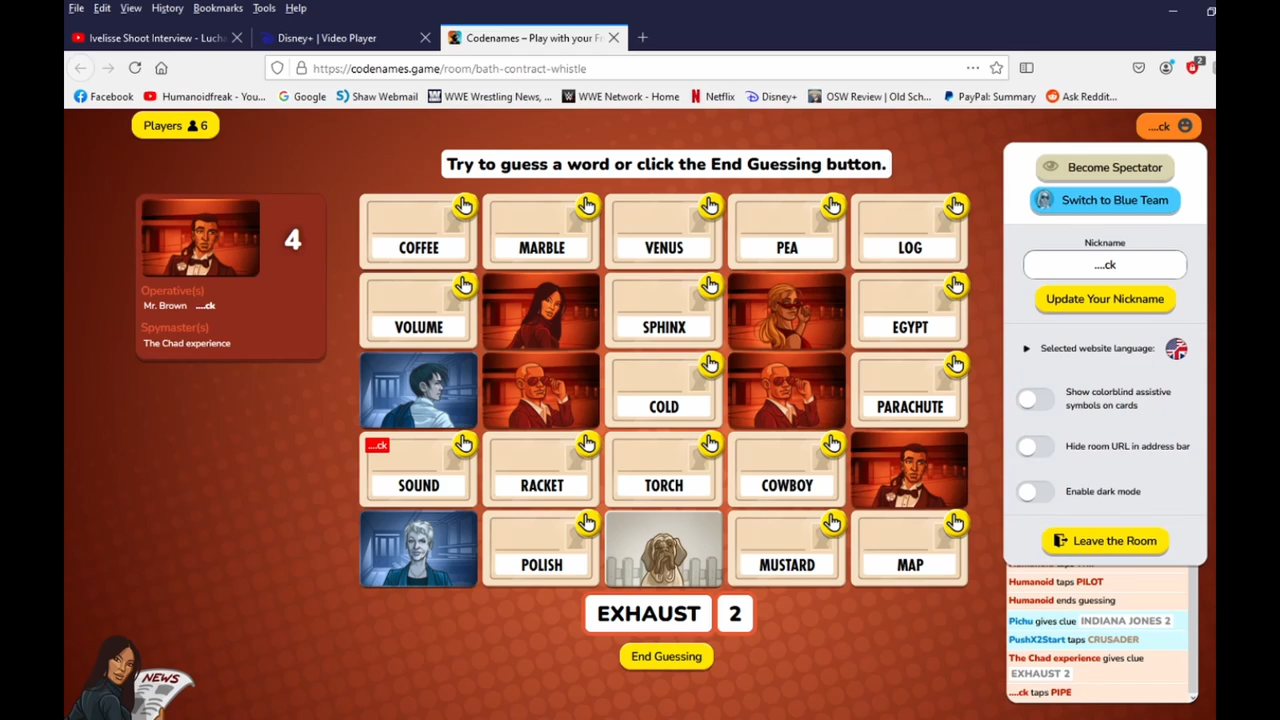 File Edit View History Bookmarks Tools Help
Ivelisse Shoot Interview - Lucha
Disney+ | Video Player
Codenames – Play with your Fr
https://codenames.game/room/bath-contract-whistle
2
Facebook
Humanoidfreak - You...
Google
Shaw Webmail
WWE Wrestling News, ...
WWE Network - Home
Netflix
Disney+
OSW Review | Old Sch...
PayPal: Summary
Ask Reddit...
Players 6
....ck
Try to guess a word or click the End Guessing button.
4
Operative(s)
Mr. Brown ....ck
Spymaster(s)
The Chad experience
COFFEE
MARBLE
VENUS
PEA
LOG
VOLUME
SPHINX
EGYPT
COLD
PARACHUTE
....ck
SOUND
RACKET
TORCH
COWBOY
POLISH
MUSTARD
MAP
EXHAUST 2
End Guessing
NEWS
Become Spectator
Switch to Blue Team
Nickname
....ck
Update Your Nickname
Selected website language:
Show colorblind assistive
symbols on cards
Hide room URL in address bar
Enable dark mode
Leave the Room
Humanoid taps PILOT
Humanoid ends guessing
Pichu gives clue INDIANA JONES 2
PushX2Start taps CRUSADER
The Chad experience gives clue
EXHAUST 2
....ck taps PIPE